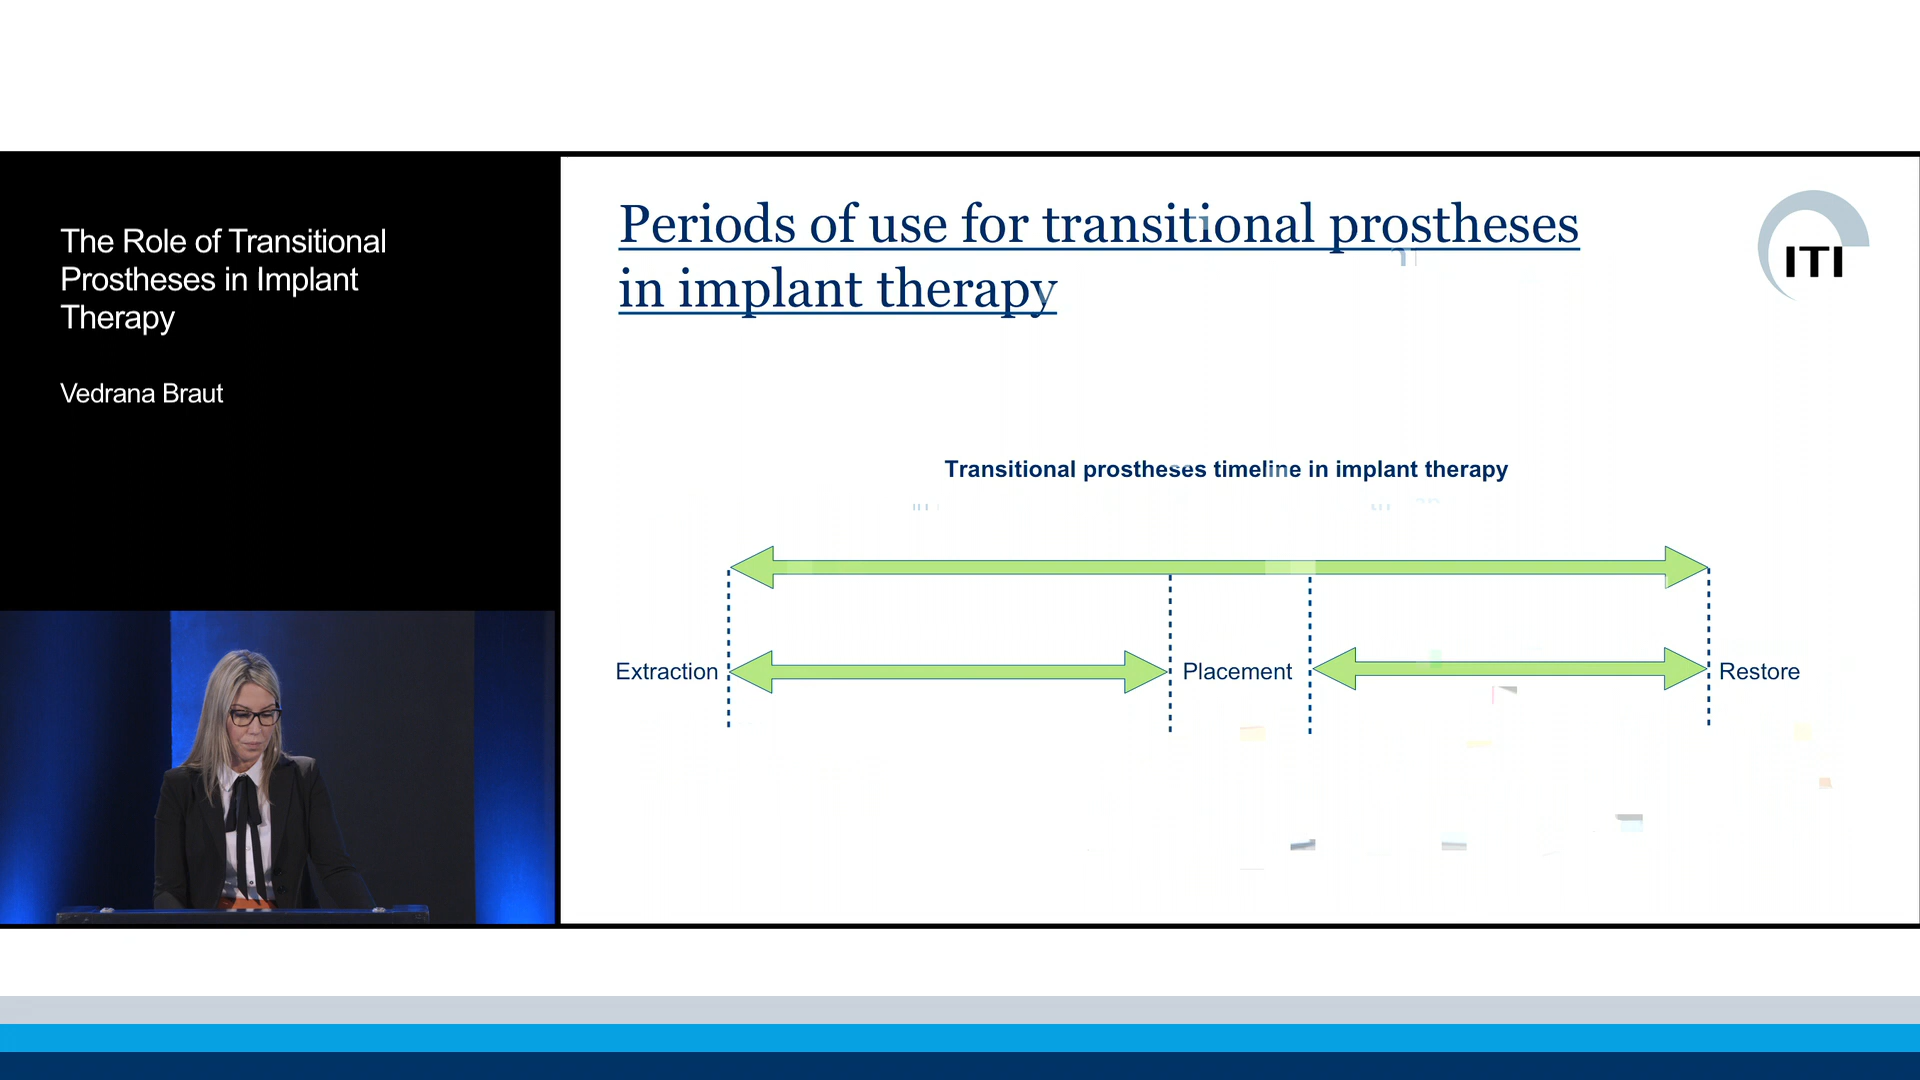 The Role of Transitional
Prostheses in Implant
Therapy
Vedrana Braut
Periods of use for transitional prostheses
in implant therapy
ITI
Transitional prostheses timeline in implant therapy
Extraction
Placement
Restore